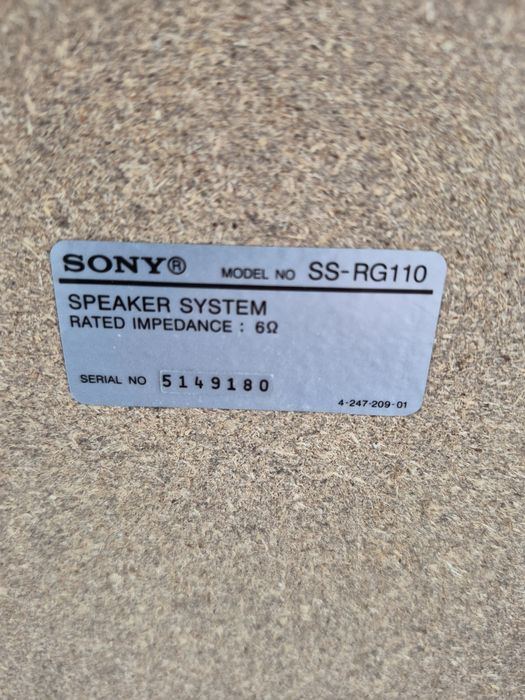 SONY® MODEL NO SS-RG110
SPEAKER SYSTEM
RATED IMPEDANCE : 6Ω
SERIAL NO 5149180
4-247-209-01